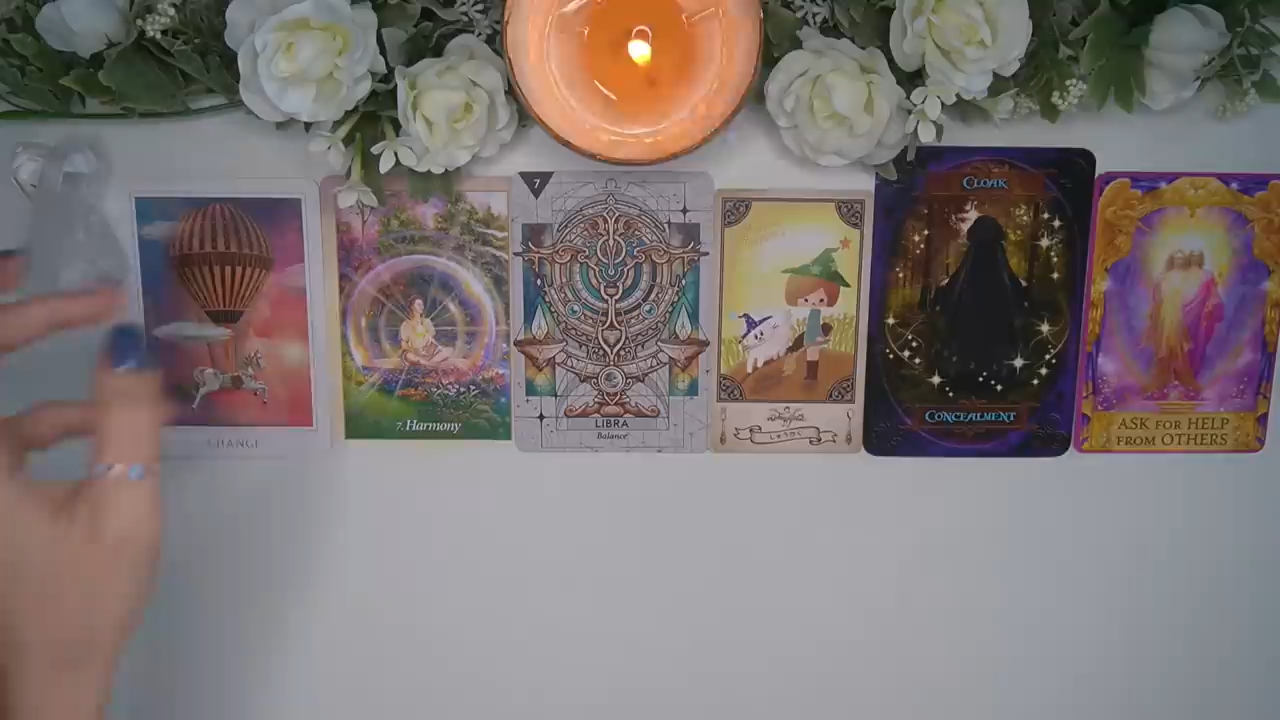 CHANGE
7. Harmony
7
LIBRA
Balance
CLOAK
CONCEALMENT
ASK FOR HELP
FROM OTHERS